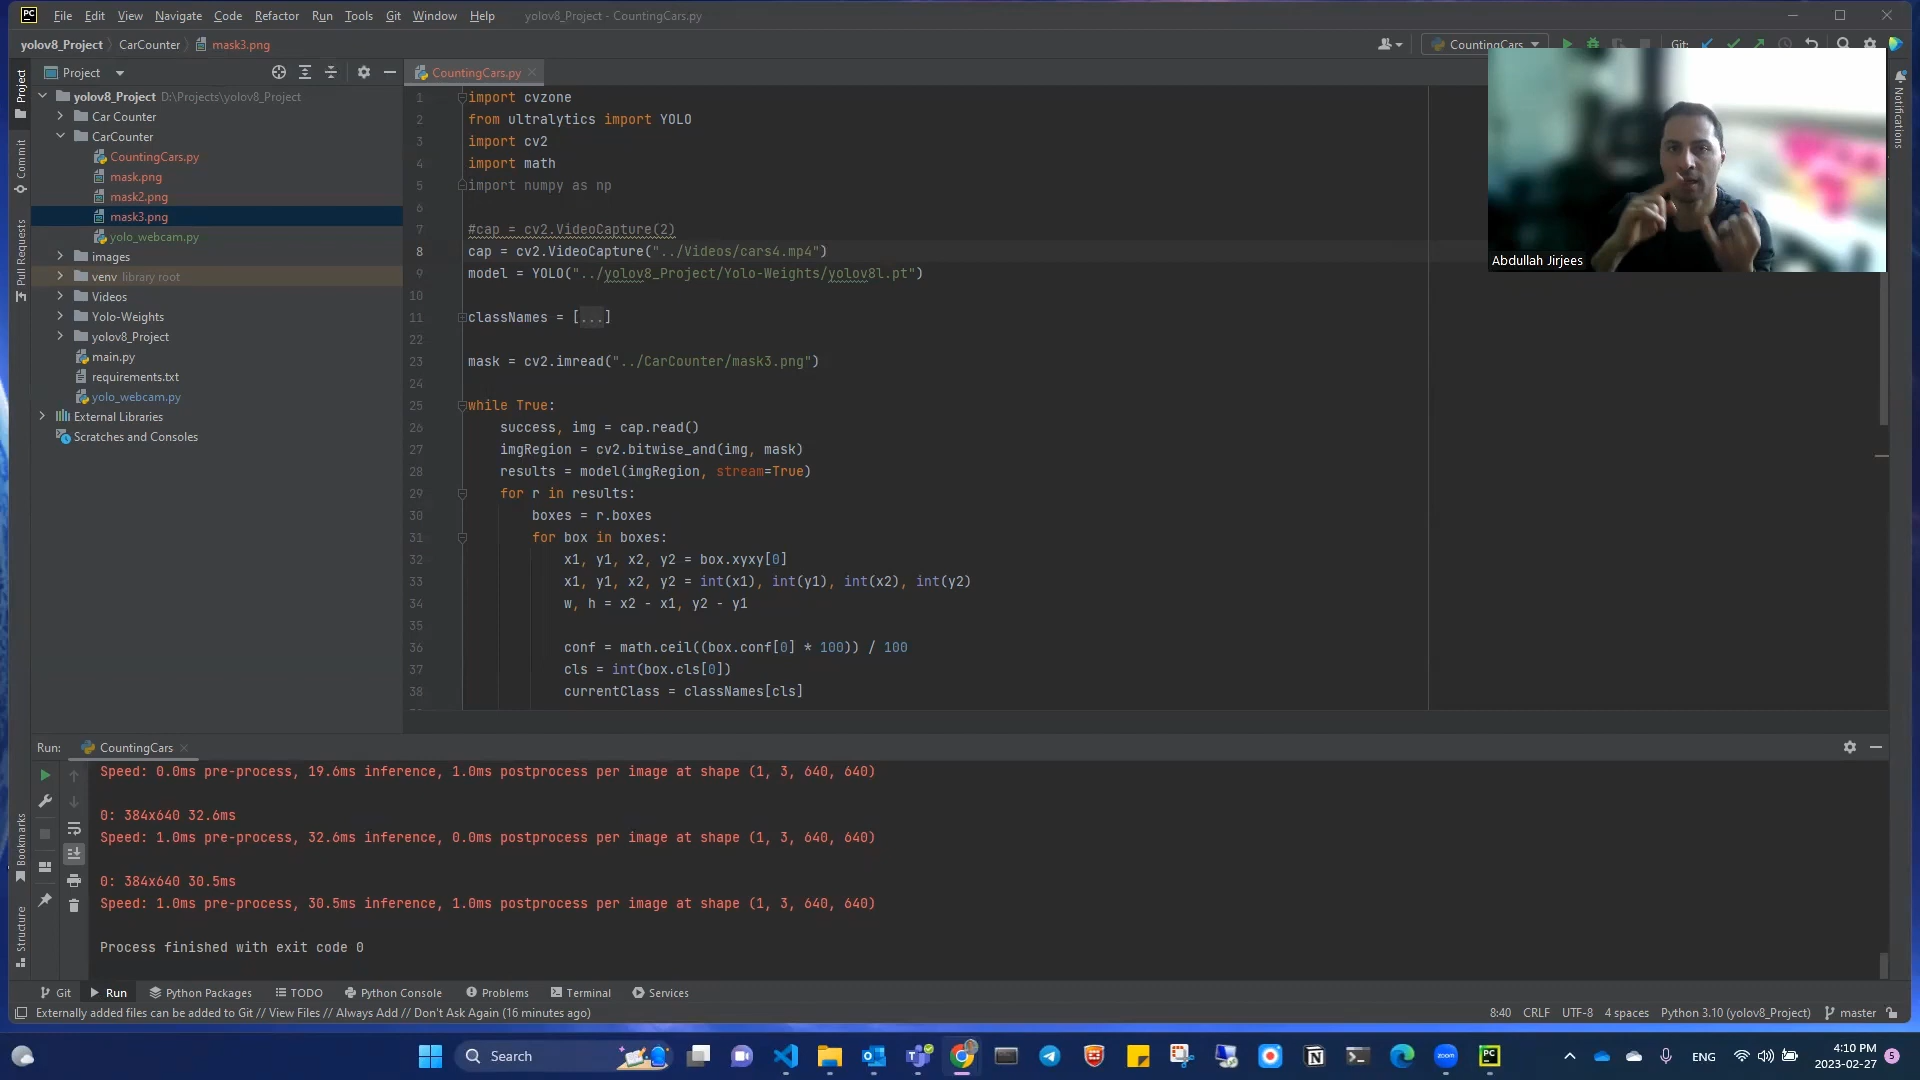 PC File Edit View Navigate Code Refactor Run Tools Git Window Help yolov8_Project - CountingCars.py
yolov8_Project CarCounter mask3.png CountingCars Git:
Project CountingCars.py
yolov8_Project D:\Projects\yolov8_Project
Car Counter
CarCounter
CountingCars.py
mask.png
mask2.png
mask3.png
yolo_webcam.py
images
venv library root
Videos
Yolo-Weights
yolov8_Project
main.py
requirements.txt
yolo_webcam.py
External Libraries
Scratches and Consoles
Project
Commit
Pull Requests
Bookmarks
Structure
Notifications
1 import cvzone
2 from ultralytics import YOLO
3 import cv2
4 import math
5 import numpy as np
6
7 #cap = cv2.VideoCapture(2)
8 cap = cv2.VideoCapture("../Videos/cars4.mp4")
9 model = YOLO("../yolov8_Project/Yolo-Weights/yolov8l.pt")
10
11 classNames = [...]
22
23 mask = cv2.imread("../CarCounter/mask3.png")
24
25 while True:
26 success, img = cap.read()
27 imgRegion = cv2.bitwise_and(img, mask)
28 results = model(imgRegion, stream=True)
29 for r in results:
30 boxes = r.boxes
31 for box in boxes:
32 x1, y1, x2, y2 = box.xyxy[0]
33 x1, y1, x2, y2 = int(x1), int(y1), int(x2), int(y2)
34 w, h = x2 - x1, y2 - y1
35
36 conf = math.ceil((box.conf[0] * 100)) / 100
37 cls = int(box.cls[0])
38 currentClass = classNames[cls]
Abdullah Jirjees
Run: CountingCars
Speed: 0.0ms pre-process, 19.6ms inference, 1.0ms postprocess per image at shape (1, 3, 640, 640)
0: 384x640 32.6ms
Speed: 1.0ms pre-process, 32.6ms inference, 0.0ms postprocess per image at shape (1, 3, 640, 640)
0: 384x640 30.5ms
Speed: 1.0ms pre-process, 30.5ms inference, 1.0ms postprocess per image at shape (1, 3, 640, 640)
Process finished with exit code 0
Git Run Python Packages TODO Python Console Problems Terminal Services
Externally added files can be added to Git // View Files // Always Add // Don't Ask Again (16 minutes ago) 8:40 CRLF UTF-8 4 spaces Python 3.10 (yolov8_Project) master
Search zoom PC ENG 4:10 PM 5
2023-02-27